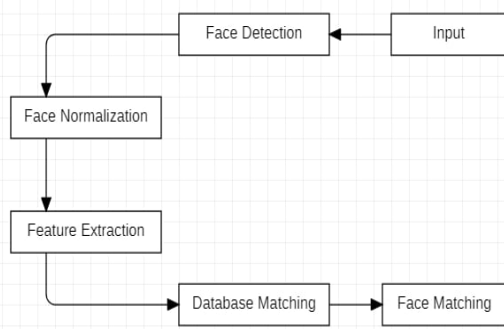 Face Detection
Input
Face Normalization
Feature Extraction
Database Matching
Face Matching